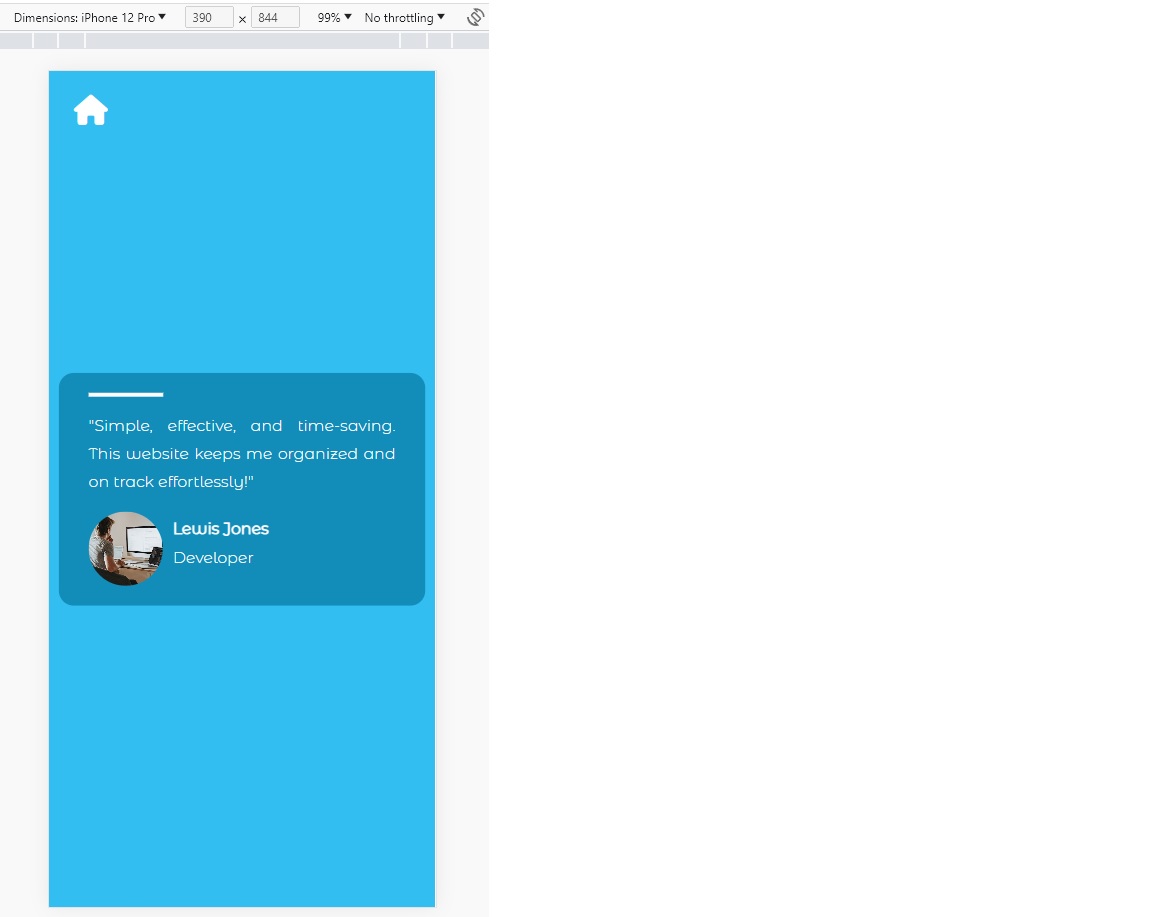 Dimensions: iPhone 12 Pro 390 × 844 99% No throttling
"Simple, effective, and time-saving.
This website keeps me organized and
on track effortlessly!"
Lewis Jones
Developer